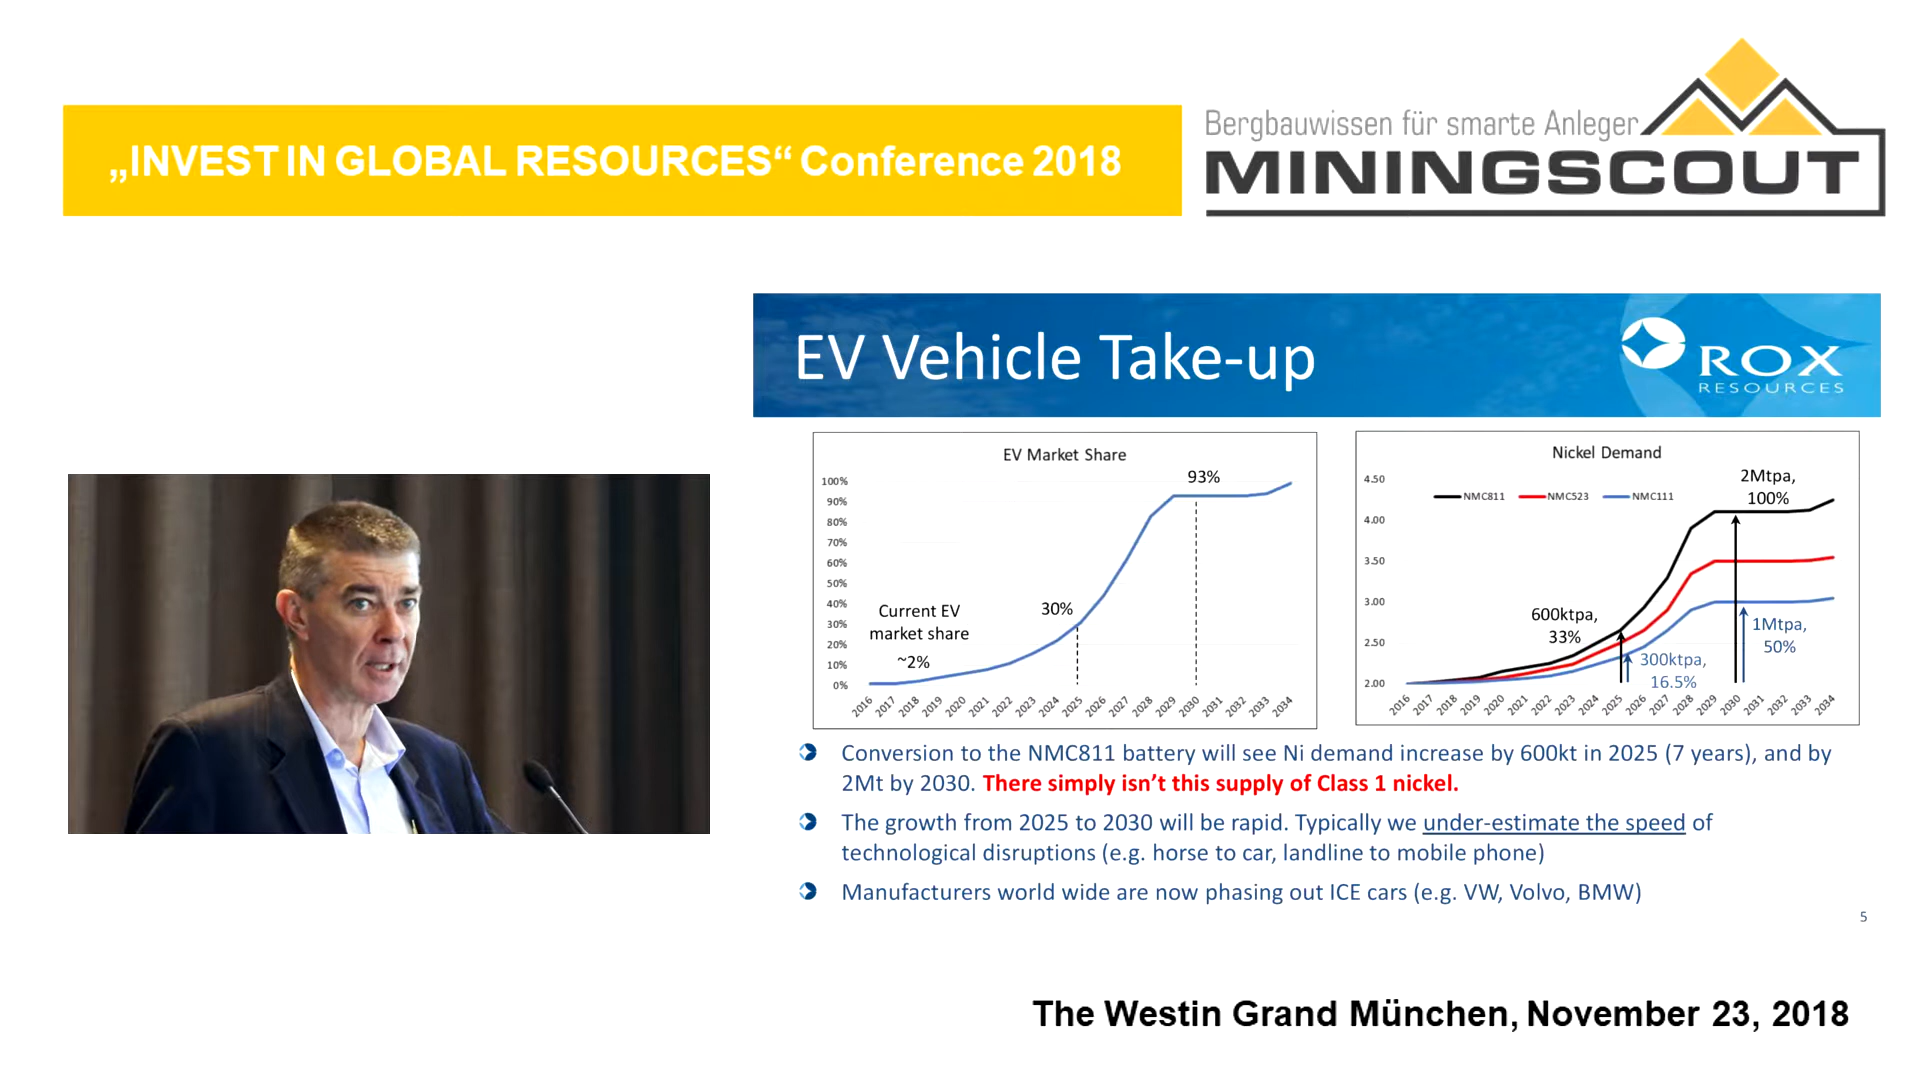 „INVEST IN GLOBAL RESOURCES“ Conference 2018
Bergbauwissen für smarte Anleger
MININGSCOUT
EV Vehicle Take-up
ROX
RESOURCES
EV Market Share
100%
90%
80%
70%
60%
50%
40%
30%
20%
10%
0%
93%
30%
Current EV
market share
~2%
2016 2017 2018 2019 2020 2021 2022 2023 2024 2025 2026 2027 2028 2029 2030 2031 2032 2033 2034
Nickel Demand
4.50
4.00
3.50
3.00
2.50
2.00
NMC811 NMC523 NMC111
2Mtpa,
100%
600ktpa,
33%
300ktpa,
16.5%
1Mtpa,
50%
2016 2017 2018 2019 2020 2021 2022 2023 2024 2025 2026 2027 2028 2029 2030 2031 2032 2033 2034
Conversion to the NMC811 battery will see Ni demand increase by 600kt in 2025 (7 years), and by
2Mt by 2030. There simply isn’t this supply of Class 1 nickel.
The growth from 2025 to 2030 will be rapid. Typically we under-estimate the speed of
technological disruptions (e.g. horse to car, landline to mobile phone)
Manufacturers world wide are now phasing out ICE cars (e.g. VW, Volvo, BMW)
5
The Westin Grand München, November 23, 2018